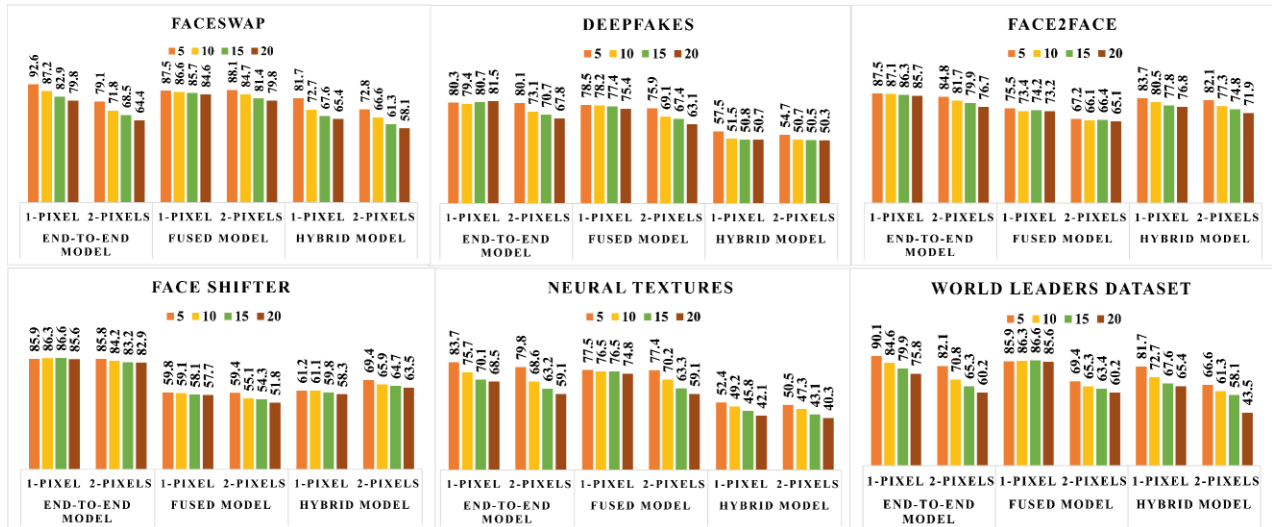 FACESWAP
5 10 15 20
92.6 87.2 82.9 79.8 79.1 71.8 68.5 64.4 87.5 86.6 85.7 84.6 88.1 84.7 81.4 79.8 81.7 72.7 67.6 65.4 72.8 66.6 61.3 58.1
1-PIXEL 2-PIXELS 1-PIXEL 2-PIXELS 1-PIXEL 2-PIXELS
END-TO-END MODEL FUSED MODEL HYBRID MODEL
DEEPFAKES
5 10 15 20
80.3 79.4 80.7 81.5 80.1 73.1 70.7 67.8 78.5 78.2 77.4 75.4 75.9 69.1 67.4 63.1 57.5 51.5 50.8 50.7 54.7 50.7 50.5 50.3
1-PIXEL 2-PIXELS 1-PIXEL 2-PIXELS 1-PIXEL 2-PIXELS
END-TO-END MODEL FUSED MODEL HYBRID MODEL
FACE2FACE
5 10 15 20
87.5 87.1 86.3 85.7 84.8 81.7 79.9 76.7 75.5 73.4 74.2 73.2 67.2 66.1 66.4 65.1 83.7 80.5 77.8 76.8 82.1 77.3 74.8 71.9
1-PIXEL 2-PIXELS 1-PIXEL 2-PIXELS 1-PIXEL 2-PIXELS
END-TO-END MODEL FUSED MODEL HYBRID MODEL
FACE SHIFTER
5 10 15 20
85.9 86.3 86.6 85.6 85.8 84.2 83.2 82.9 59.8 59.1 58.1 57.7 59.4 55.1 54.3 51.8 61.2 61.1 59.8 58.3 69.4 65.9 64.7 63.5
1-PIXEL 2-PIXELS 1-PIXEL 2-PIXELS 1-PIXEL 2-PIXELS
END-TO-END MODEL FUSED MODEL HYBRID MODEL
NEURAL TEXTURES
5 10 15 20
83.7 75.7 70.1 68.5 79.8 68.6 63.2 59.1 77.5 76.5 76.5 74.8 77.4 70.2 63.3 59.1 52.4 49.2 45.8 42.1 50.5 47.3 43.1 40.3
1-PIXEL 2-PIXELS 1-PIXEL 2-PIXELS 1-PIXEL 2-PIXELS
END-TO-END MODEL FUSED MODEL HYBRID MODEL
WORLD LEADERS DATASET
5 10 15 20
90.1 84.6 79.9 75.8 82.1 70.8 65.3 60.2 85.9 86.3 86.6 85.6 69.4 65.3 63.4 60.2 81.7 72.7 67.6 65.4 66.6 61.3 58.1 43.5
1-PIXEL 2-PIXELS 1-PIXEL 2-PIXELS 1-PIXEL 2-PIXELS
END-TO-END MODEL FUSED MODEL HYBRID MODEL